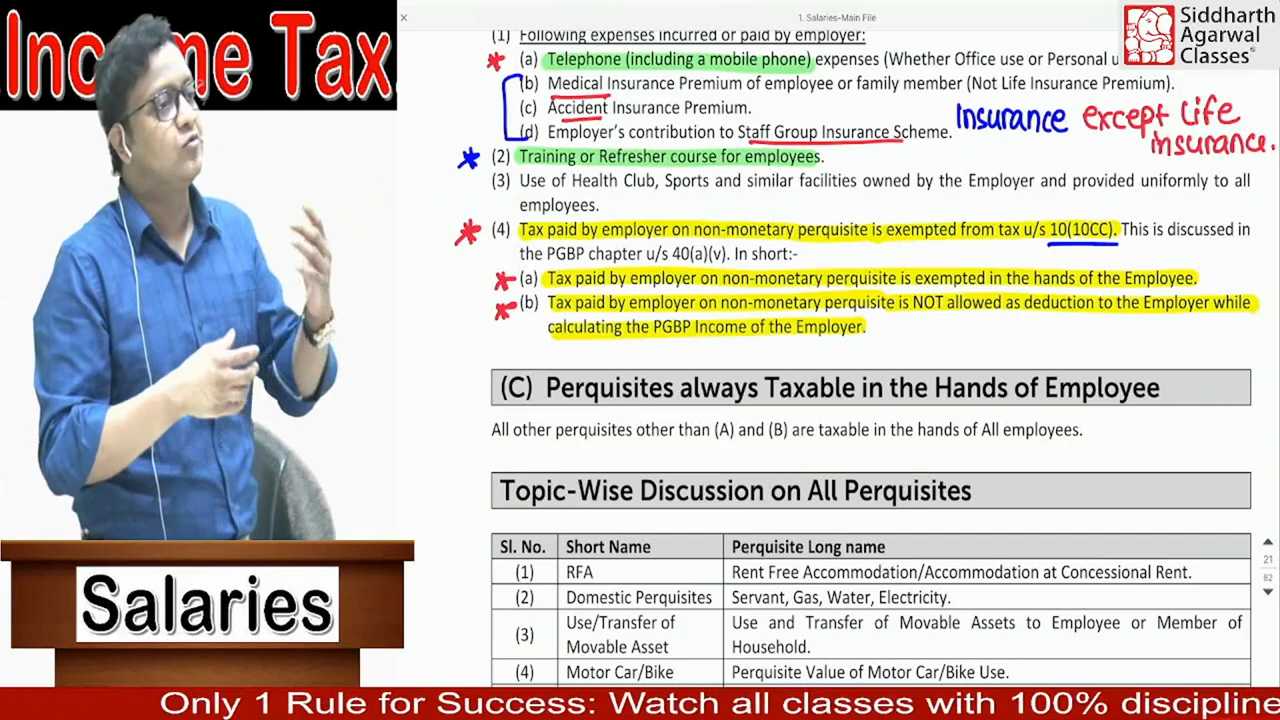 Income Tax
1. Salaries-Main File
Siddharth
Agarwal
Classes
(1) Following expenses incurred or paid by employer:
(a) Telephone (including a mobile phone) expenses (Whether Office use or Personal u
(b) Medical Insurance Premium of employee or family member (Not Life Insurance Premium).
(c) Accident Insurance Premium.
(d) Employer's contribution to Staff Group Insurance Scheme.
Insurance except Life
insurance.
(2) Training or Refresher course for employees.
(3) Use of Health Club, Sports and similar facilities owned by the Employer and provided uniformly to all
employees.
(4) Tax paid by employer on non-monetary perquisite is exempted from tax u/s 10(10CC). This is discussed in
the PGBP chapter u/s 40(a)(v). In short:-
(a) Tax paid by employer on non-monetary perquisite is exempted in the hands of the Employee.
(b) Tax paid by employer on non-monetary perquisite is NOT allowed as deduction to the Employer while
calculating the PGBP Income of the Employer.
(C) Perquisites always Taxable in the Hands of Employee
All other perquisites other than (A) and (B) are taxable in the hands of All employees.
Topic-Wise Discussion on All Perquisites
Sl. No. Short Name Perquisite Long name
(1) RFA Rent Free Accommodation/Accommodation at Concessional Rent.
(2) Domestic Perquisites Servant, Gas, Water, Electricity.
(3) Use/Transfer of Movable Asset Use and Transfer of Movable Assets to Employee or Member of Household.
(4) Motor Car/Bike Perquisite Value of Motor Car/Bike Use.
21
62
Salaries
Only 1 Rule for Success: Watch all classes with 100% discipline